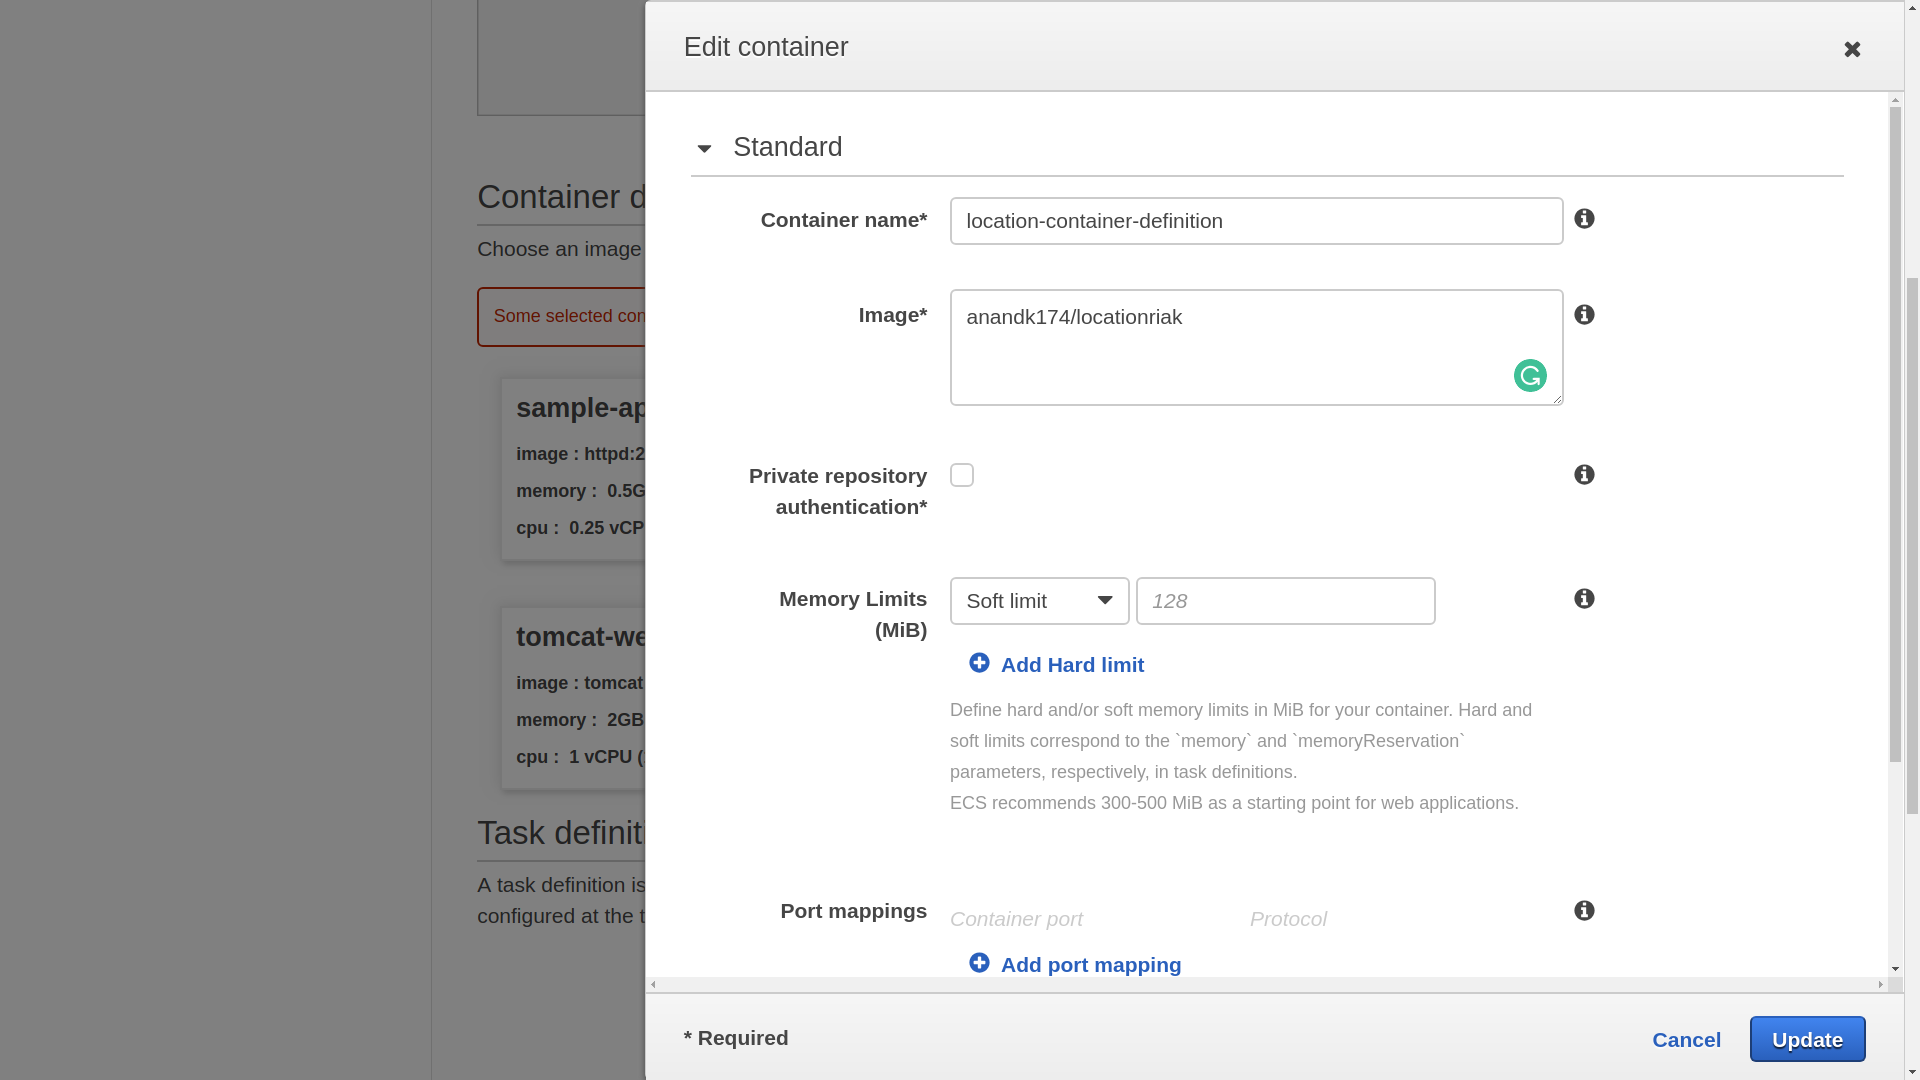 Edit container
Standard
Container name*
location-container-definition
Image*
anandk174/locationriak
Private repository
authentication*
Memory Limits
(MiB)
Soft limit
128
Add Hard limit
Define hard and/or soft memory limits in MiB for your container. Hard and
soft limits correspond to the `memory` and `memoryReservation`
parameters, respectively, in task definitions.
ECS recommends 300-500 MiB as a starting point for web applications.
Port mappings
Container port
Protocol
Add port mapping
* Required
Cancel
Update
Container d
Choose an image
Some selected con
sample-ap
image : httpd:2
memory : 0.5G
cpu : 0.25 vCP
tomcat-we
image : tomcat
memory : 2GB
cpu : 1 vCPU (
Task definiti
A task definition is
configured at the t